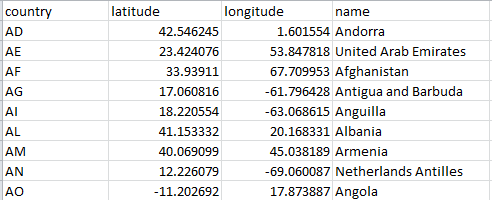 country latitude longitude name
AD 42.546245 1.601554 Andorra
AE 23.424076 53.847818 United Arab Emirates
AF 33.93911 67.709953 Afghanistan
AG 17.060816 -61.796428 Antigua and Barbuda
AI 18.220554 -63.068615 Anguilla
AL 41.153332 20.168331 Albania
AM 40.069099 45.038189 Armenia
AN 12.226079 -69.060087 Netherlands Antilles
AO -11.202692 17.873887 Angola